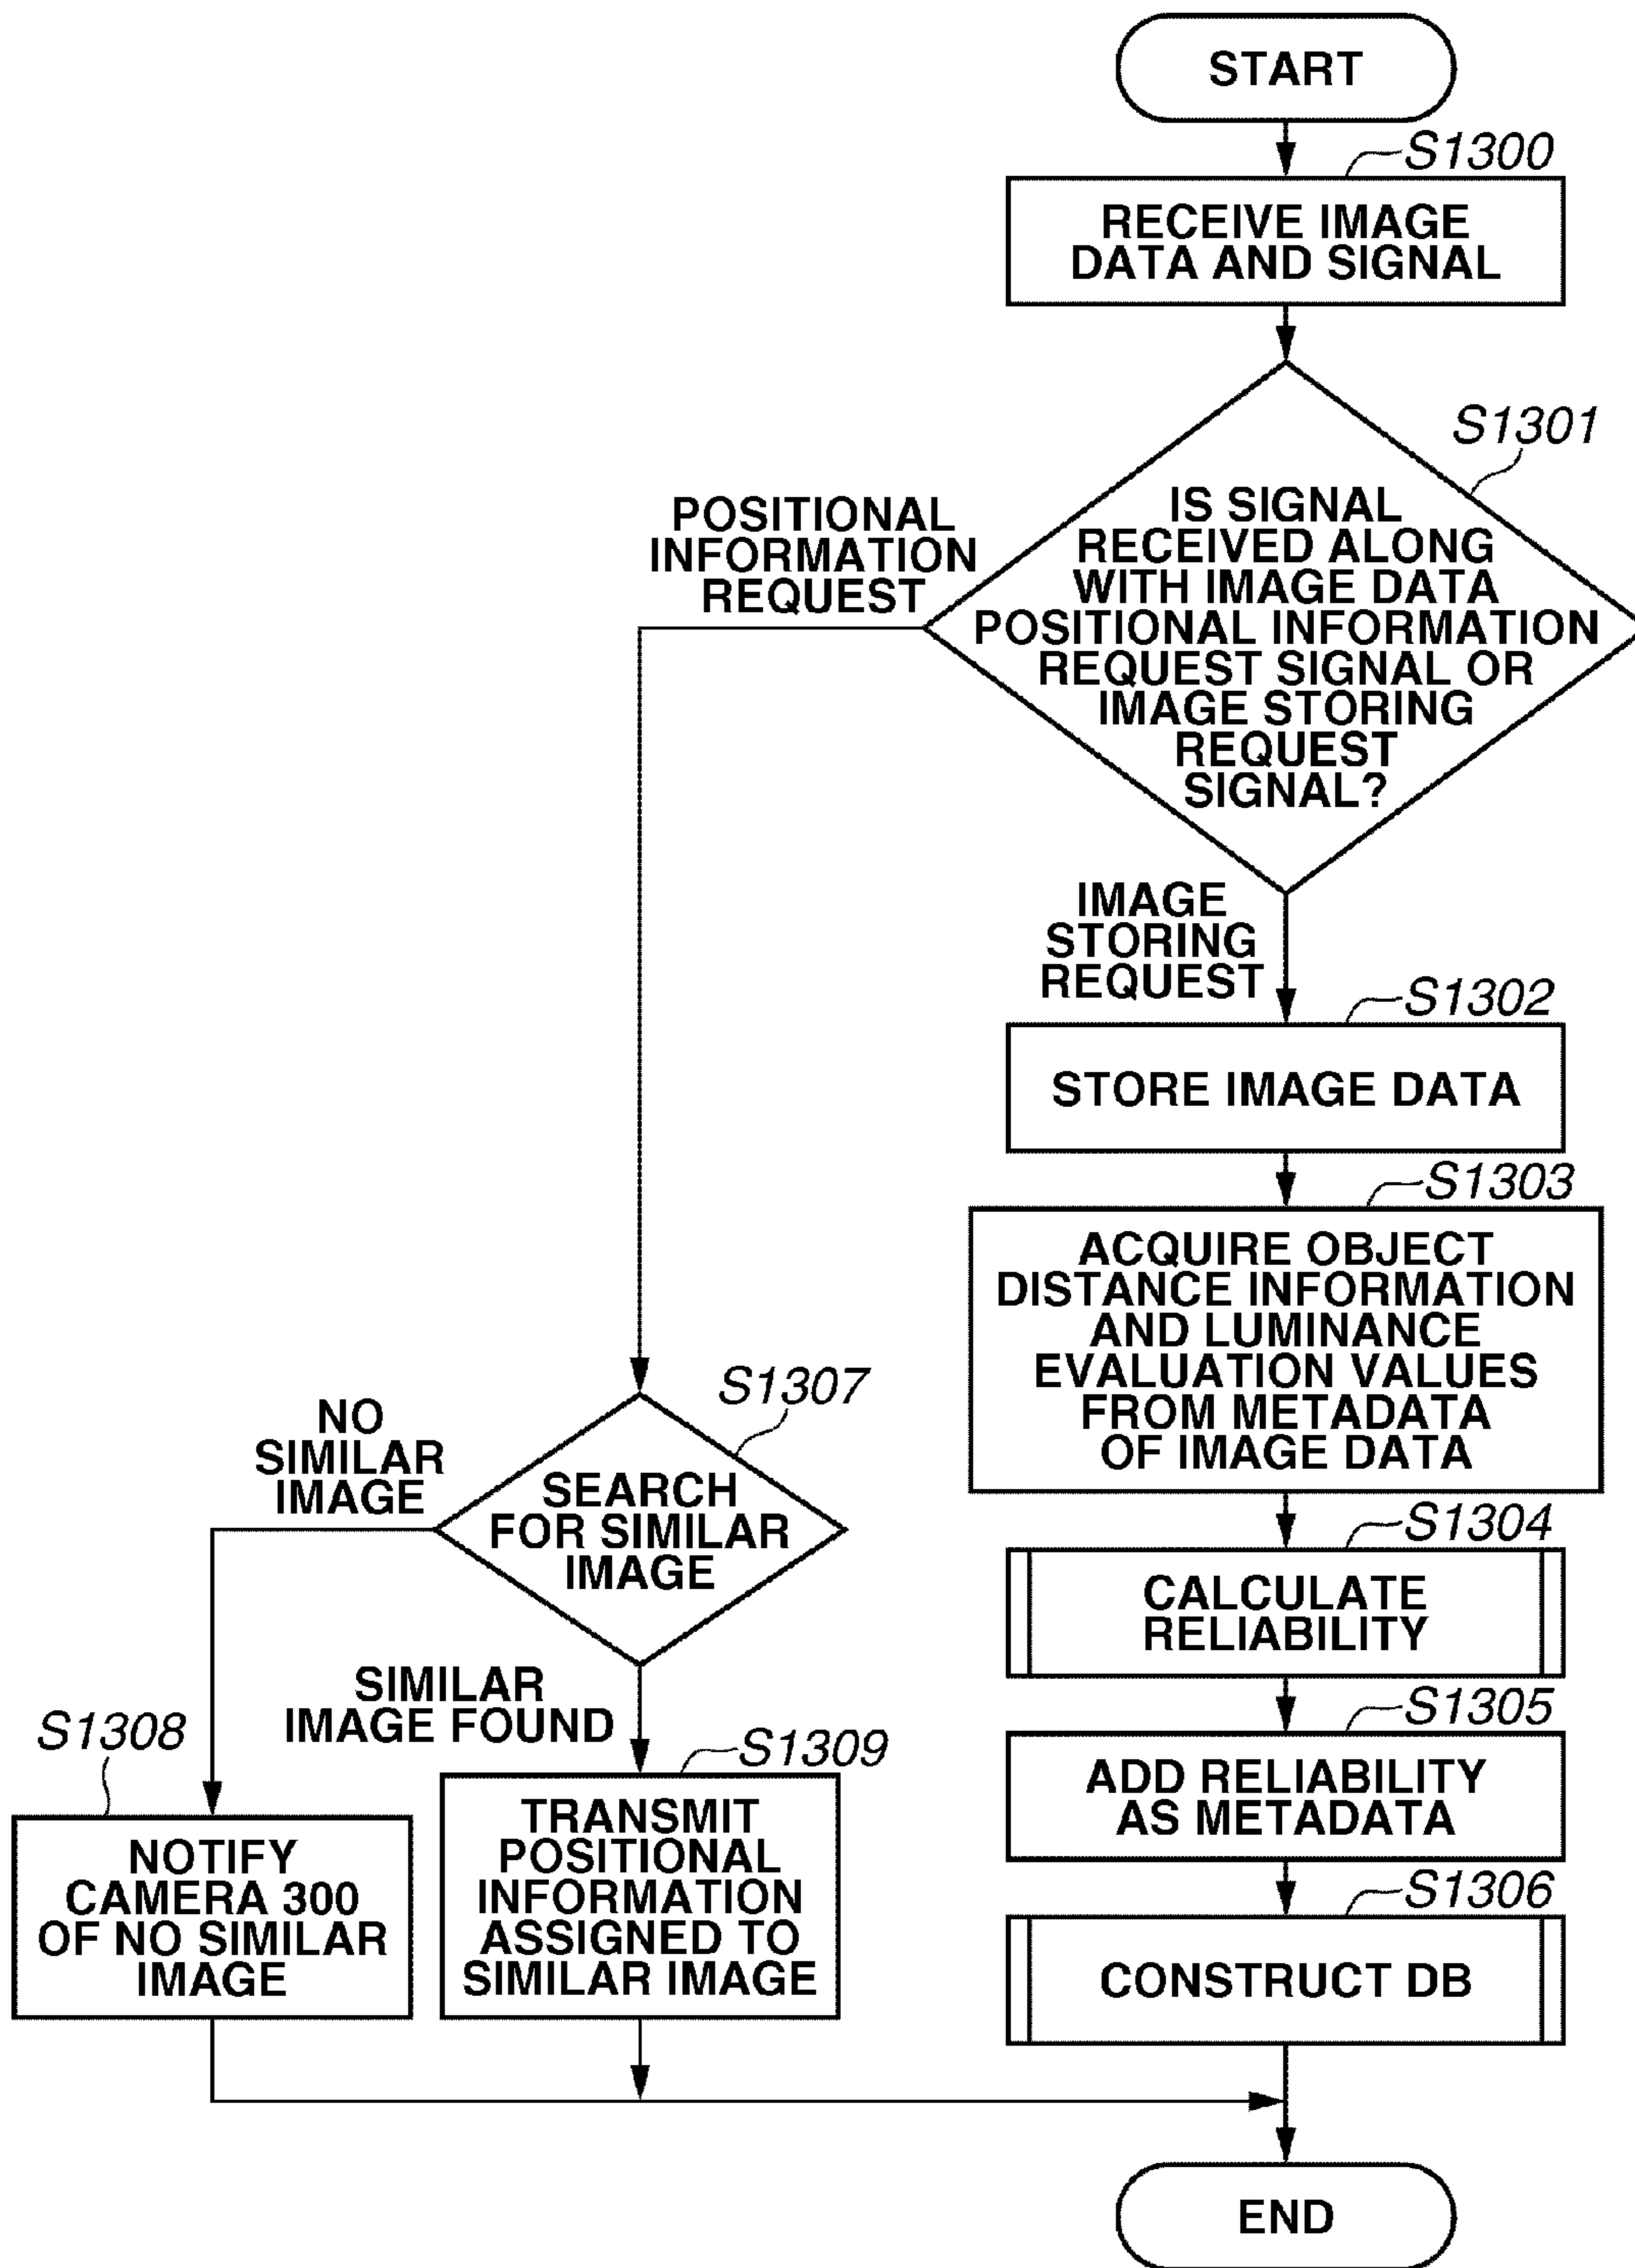 START
S1300
RECEIVE IMAGE
DATA AND SIGNAL
S1301
IS SIGNAL
RECEIVED ALONG
WITH IMAGE DATA
POSITIONAL INFORMATION
REQUEST SIGNAL OR
IMAGE STORING
REQUEST
SIGNAL?
POSITIONAL
INFORMATION
REQUEST
IMAGE
STORING
REQUEST
S1302
STORE IMAGE DATA
S1303
ACQUIRE OBJECT
DISTANCE INFORMATION
AND LUMINANCE
EVALUATION VALUES
FROM METADATA
OF IMAGE DATA
S1304
CALCULATE
RELIABILITY
S1305
ADD RELIABILITY
AS METADATA
S1306
CONSTRUCT DB
S1307
SEARCH
FOR SIMILAR
IMAGE
NO
SIMILAR
IMAGE
SIMILAR
IMAGE FOUND
S1308
NOTIFY
CAMERA 300
OF NO SIMILAR
IMAGE
S1309
TRANSMIT
POSITIONAL
INFORMATION
ASSIGNED TO
SIMILAR IMAGE
END